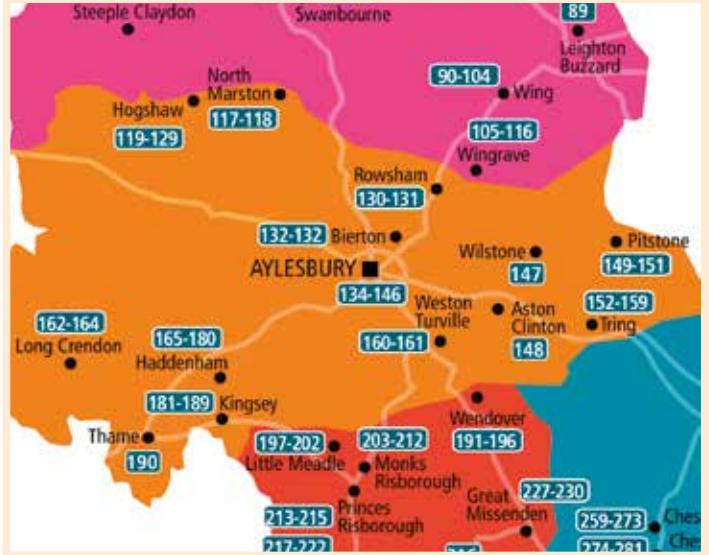 Steeple Claydon
Swanbourne
89
Leighton
Buzzard
90-104
Wing
North
Marston
Hogshaw
117-118
119-129
105-116
Wingrave
Rowsham
130-131
132-132 Bierton
Wilstone
147
Pitstone
149-151
AYLESBURY
134-146
Weston
Turville
160-161
Aston
Clinton
148
152-159
Tring
162-164
Long Crendon
165-180
Haddenham
181-189
Kingsey
Thame
190
Wendover
191-196
197-202
Little Meadle
203-212
Monks
Risborough
213-215
Princes
Risborough
217-222
Great
Missenden
227-230
259-273
274-281